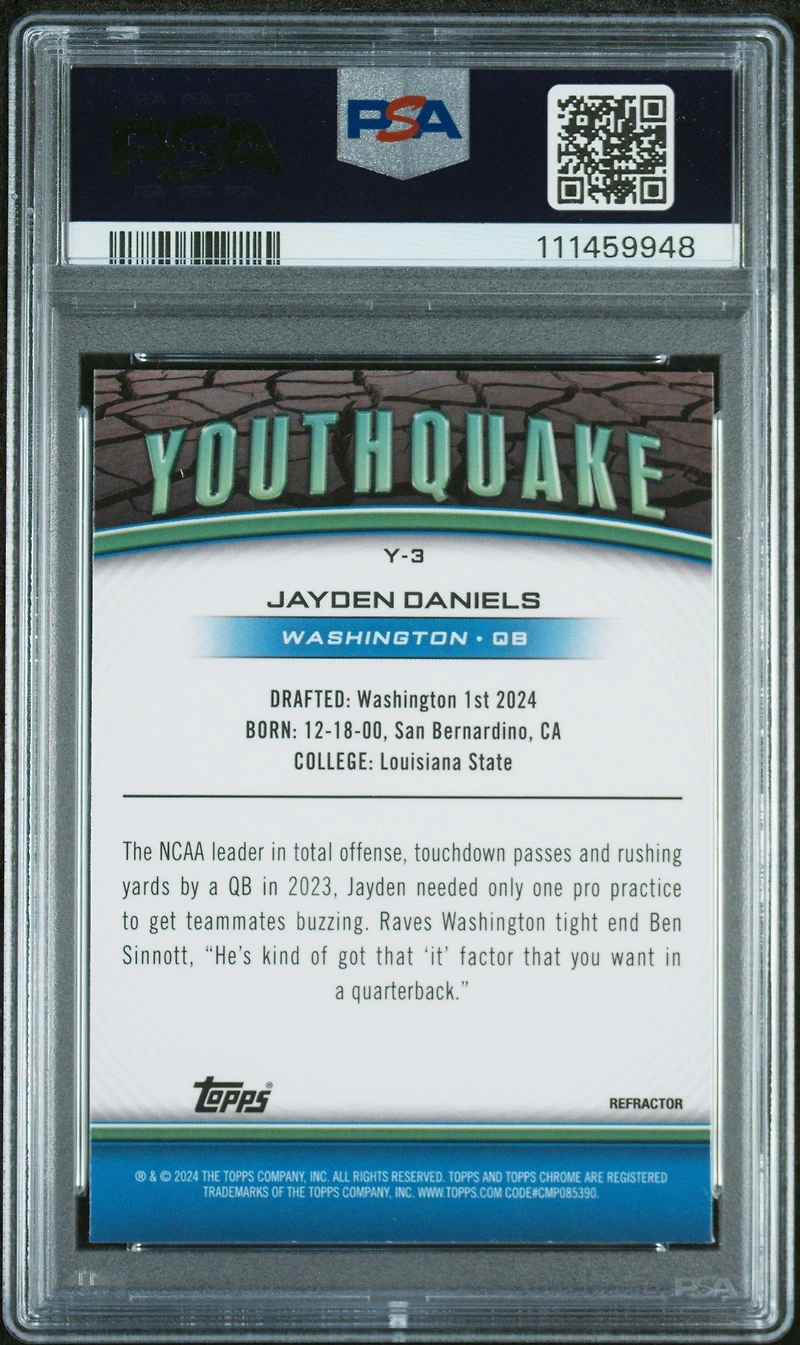 PSA
PSA
111459948
YOUTHQUAKE
Y-3
JAYDEN DANIELS
WASHINGTON • QB
DRAFTED: Washington 1st 2024
BORN: 12-18-00, San Bernardino, CA
COLLEGE: Louisiana State
The NCAA leader in total offense, touchdown passes and rushing
yards by a QB in 2023, Jayden needed only one pro practice
to get teammates buzzing. Raves Washington tight end Ben
Sinnott, “He’s kind of got that ‘it’ factor that you want in
a quarterback.”
Topps®
REFRACTOR
® & © 2024 THE TOPPS COMPANY, INC. ALL RIGHTS RESERVED. TOPPS AND TOPPS CHROME ARE REGISTERED
TRADEMARKS OF THE TOPPS COMPANY, INC. WWW.TOPPS.COM CODE#CMP085390.
PSA